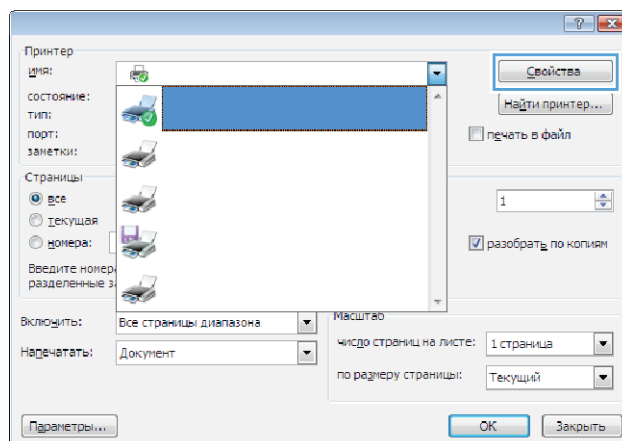 Принтер
имя:
Свойства
состояние:
Найти принтер...
тип:
порт:
печать в файл
заметки:
Страницы
все
1
текущая
номера:
разобрать по копиям
Введите
разделенные
Включить:
Все страницы диапазона
Масштаб
Напечатать:
Документ
число страниц на листе:
1 страница
по размеру страницы:
Текущий
Параметры...
ОК
Закрыть